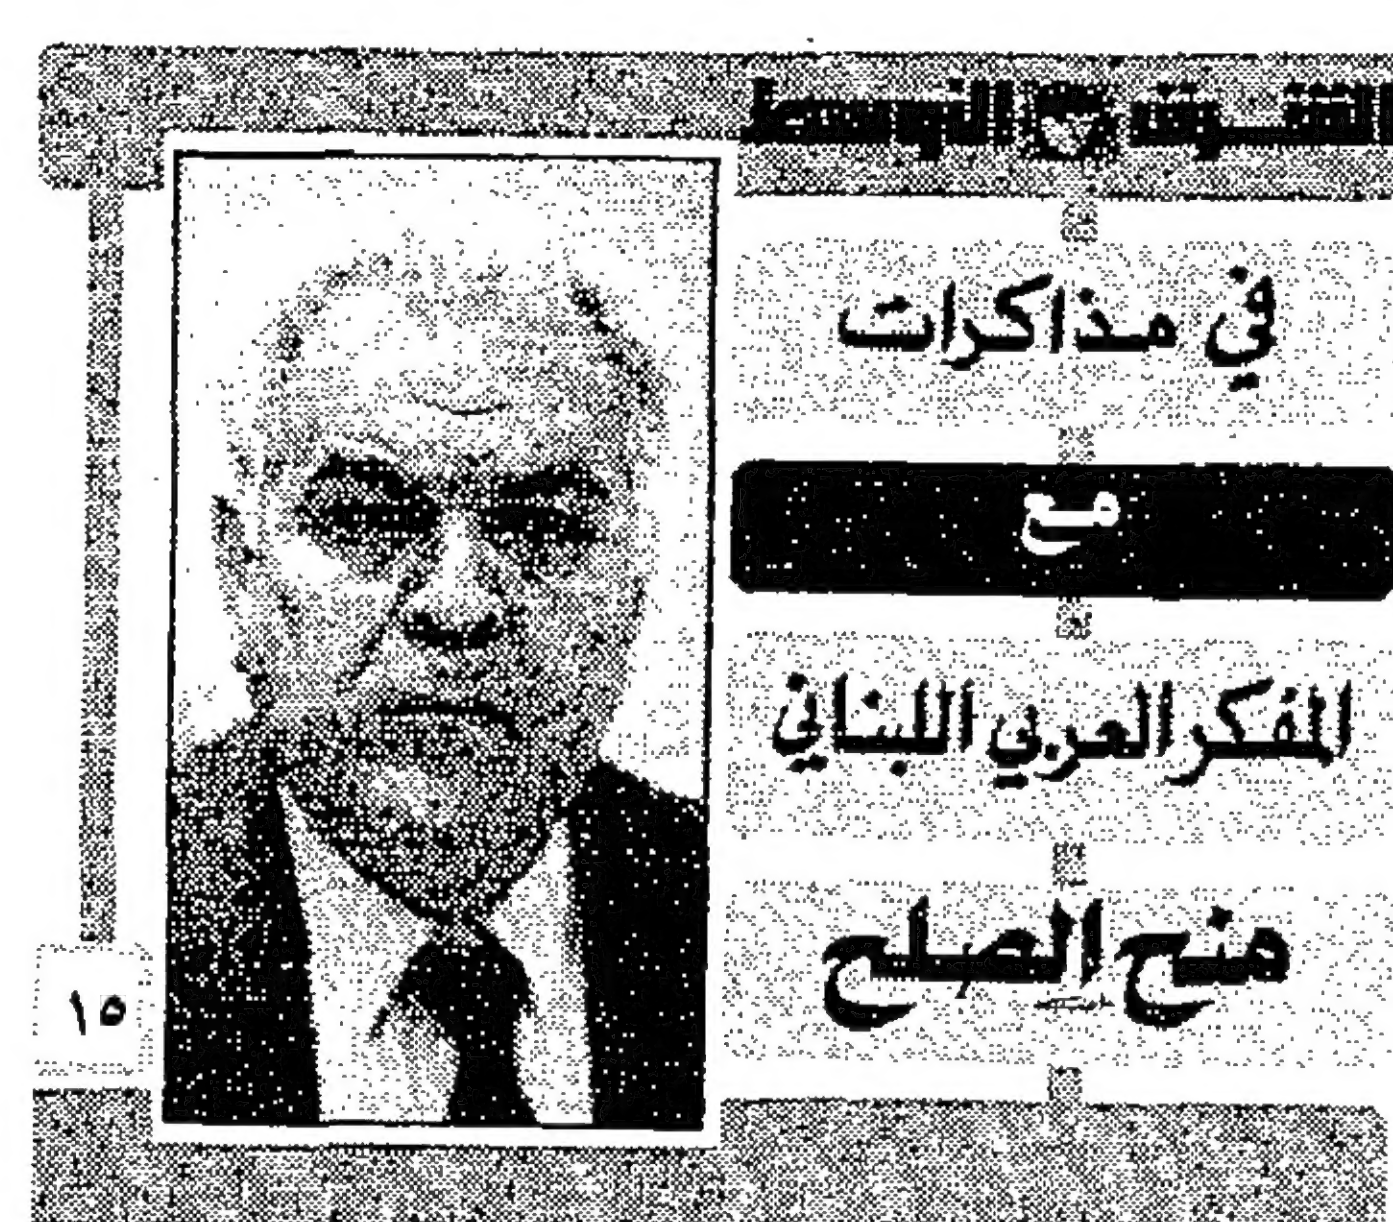 الشرق الأوسط
في مذاكرات
مع
المفكر العربي اللبناني
منح الصلح
١٥